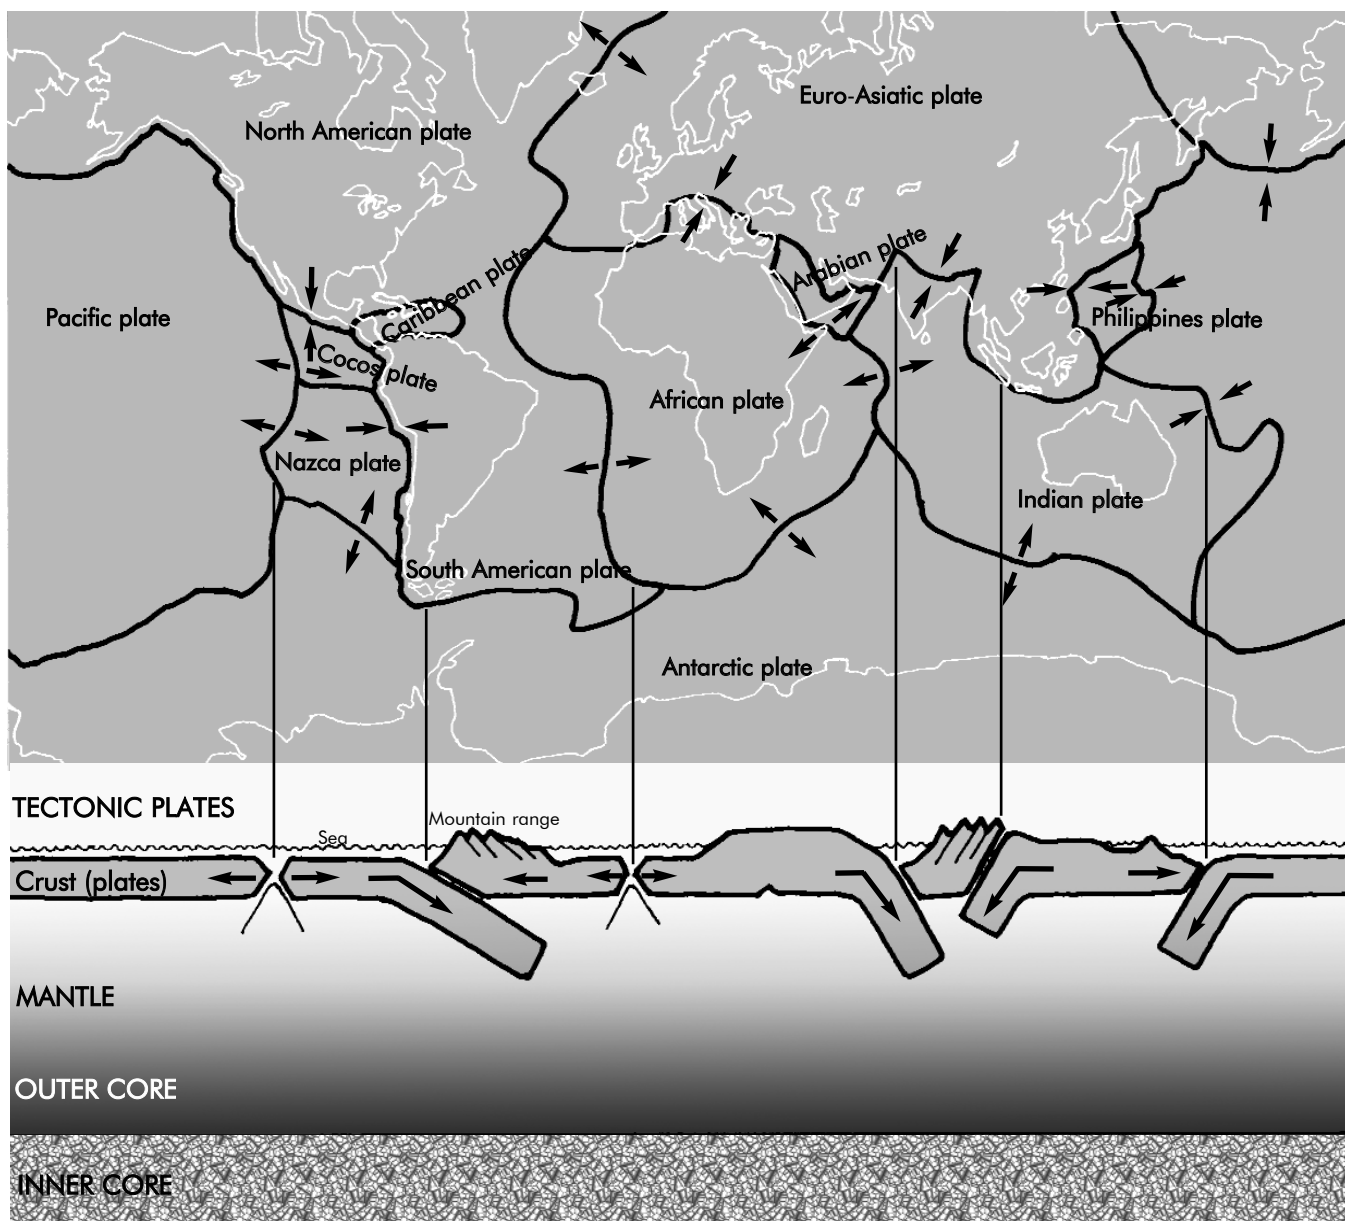 Euro-Asiatic plate
North American plate
Arabian plate
Caribbean plate
Pacific plate
Philippines plate
Cocos plate
African plate
Nazca plate
Indian plate
South American plate
Antarctic plate
TECTONIC PLATES
Mountain range
Sea
Crust (plates)
MANTLE
OUTER CORE
INNER CORE